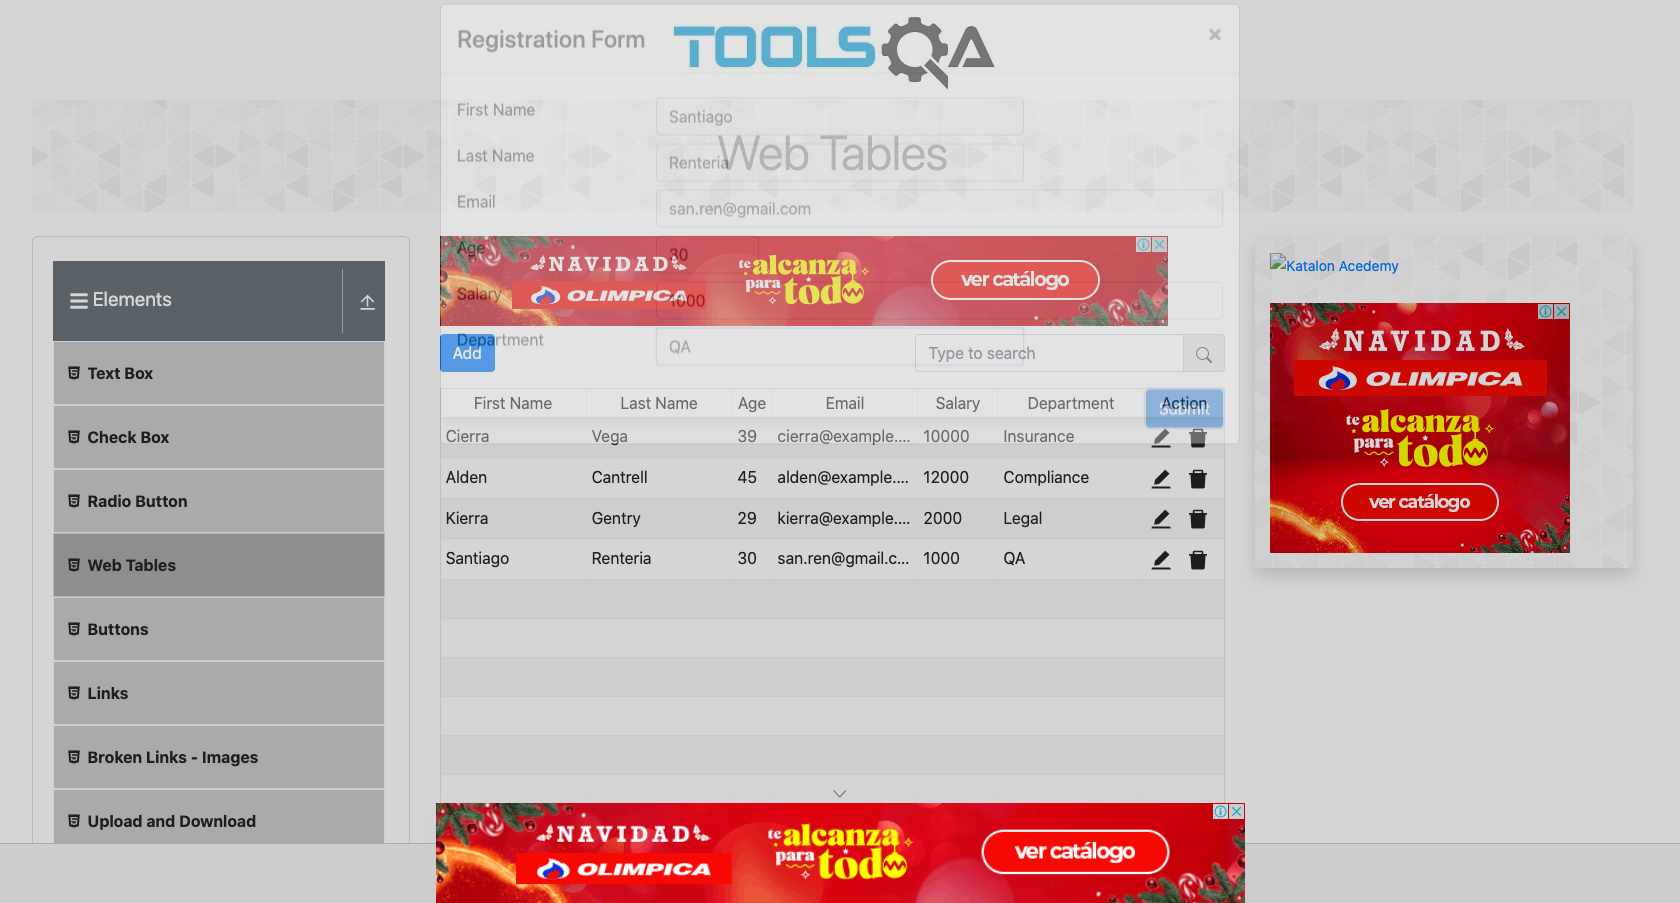 Registration Form
TOOLSQA
×
First Name
Santiago
Web Tables
Last Name
Renteria
Email
san.ren@gmail.com
Age
30
Salary
1000
Department
QA
Submit
NAVIDAD
OLIMPICA
te alcanza
para todo
ver catálogo
Elements
Text Box
Check Box
Radio Button
Web Tables
Buttons
Links
Broken Links - Images
Upload and Download
Add
Type to search
First Name Last Name Age Email Salary Department Action
Cierra Vega 39 cierra@example.... 10000 Insurance
Alden Cantrell 45 alden@example.... 12000 Compliance
Kierra Gentry 29 kierra@example.... 2000 Legal
Santiago Renteria 30 san.ren@gmail.c... 1000 QA
Katalon Acedemy
NAVIDAD
OLIMPICA
te alcanza
para todo
ver catálogo
NAVIDAD
OLIMPICA
te alcanza
para todo
ver catálogo